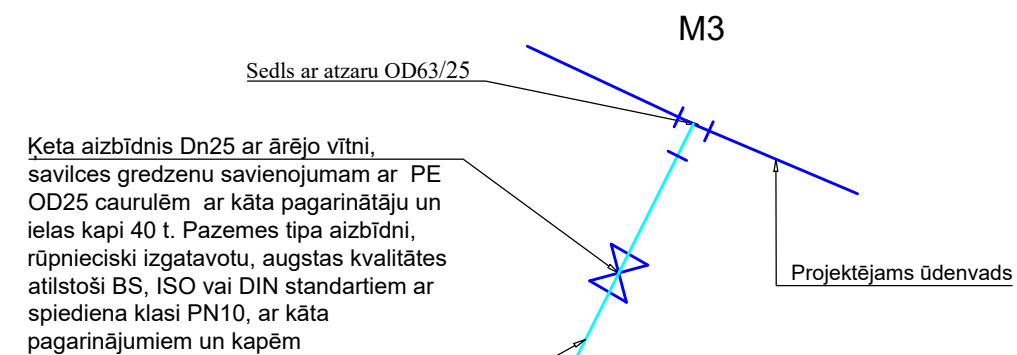 M3
Sedls ar atzaru OD63/25
Ķeta aizbīdnis Dn25 ar ārējo vītni,
savilces gredzenu savienojumam ar PE
OD25 caurulēm ar kāta pagarinātāju un
ielas kapi 40 t. Pazemes tipa aizbīdni,
rūpnieciski izgatavotu, augstas kvalitātes
atilstoši BS, ISO vai DIN standartiem ar
spiediena klasi PN10, ar kāta
pagarinājumiem un kapēm
Projektējams ūdenvads